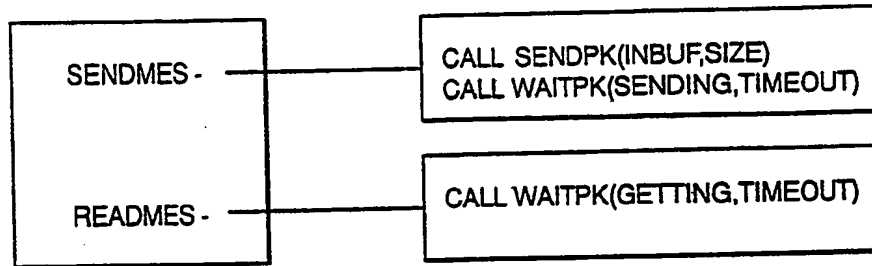 SENDMES -
CALL SENDPK(INBUF,SIZE)
CALL WAITPK(SENDING,TIMEOUT)
READMES -
CALL WAITPK(GETTING,TIMEOUT)